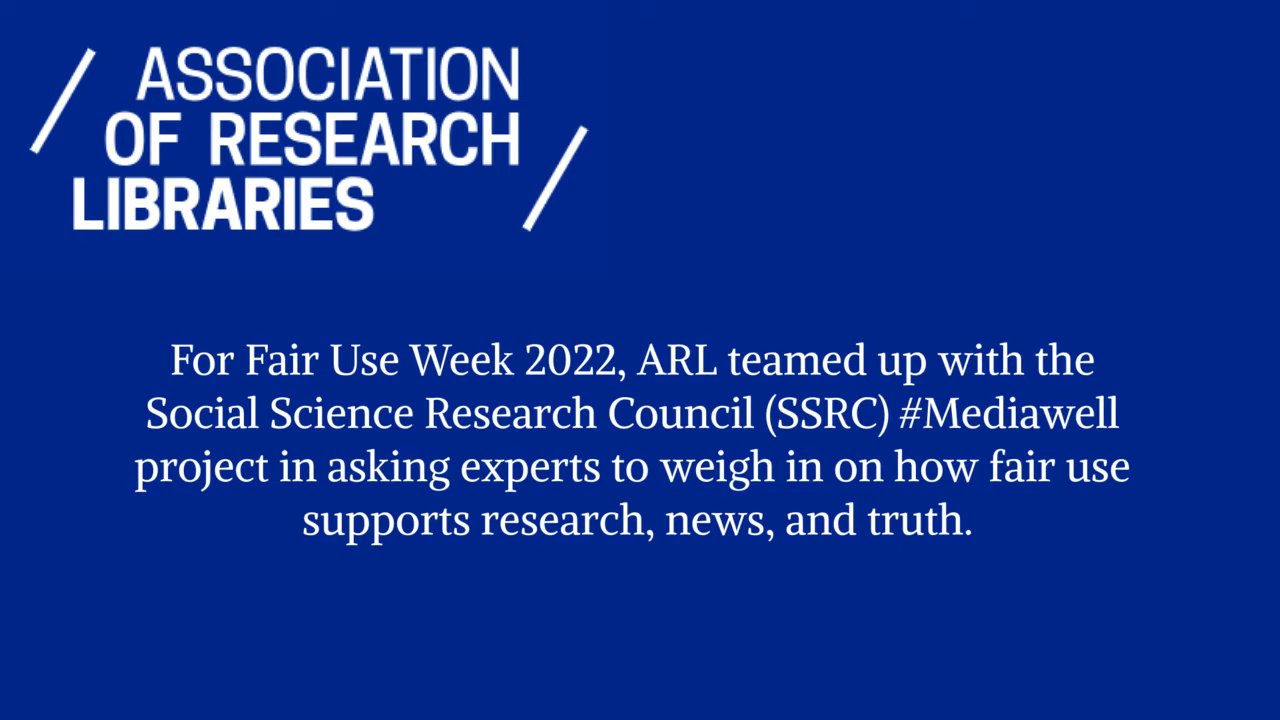 ASSOCIATION
OF RESEARCH
LIBRARIES
For Fair Use Week 2022, ARL teamed up with the
Social Science Research Council (SSRC) #Mediawell
project in asking experts to weigh in on how fair use
supports research, news, and truth.